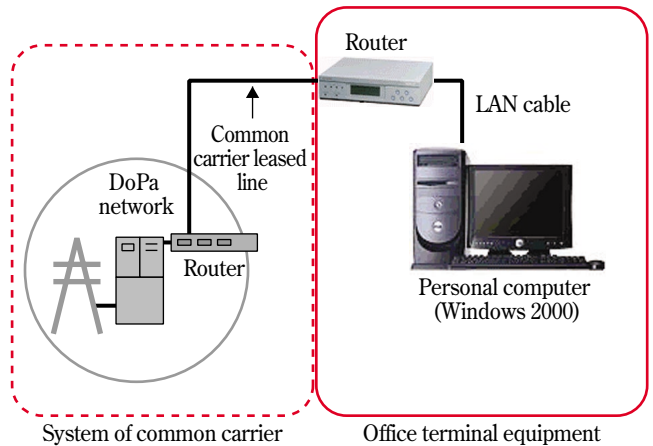 Router
LAN cable
Common
carrier leased
line
DoPa
network
Router
Personal computer
(Windows 2000)
System of common carrier
Office terminal equipment